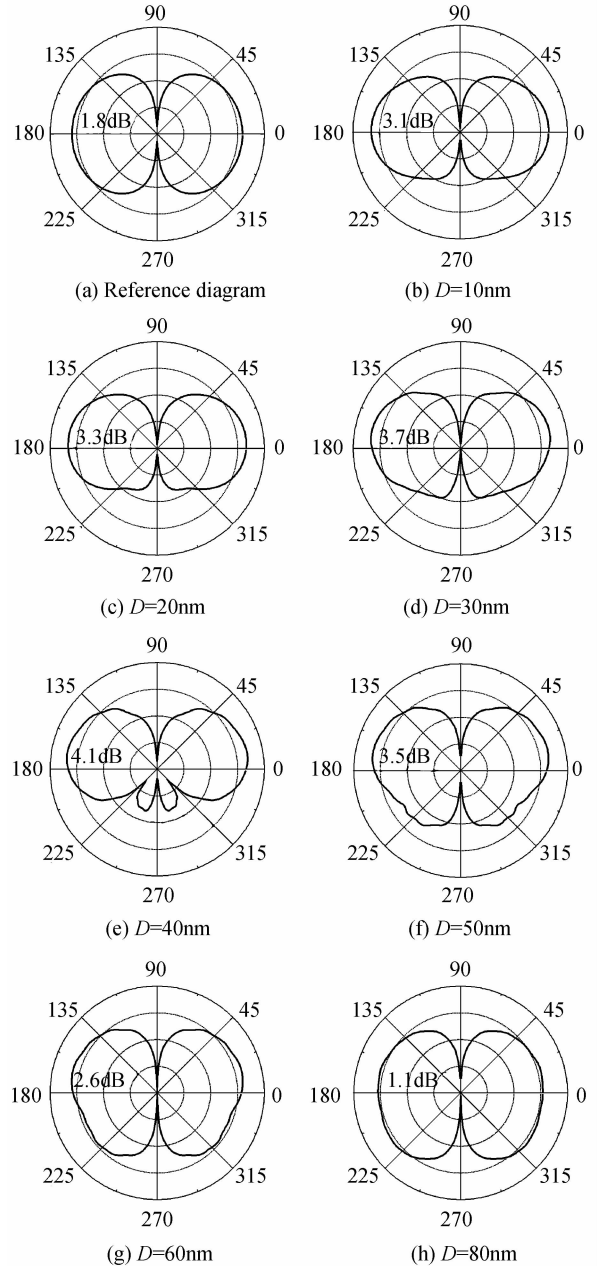 90
135 45
1.8dB
180 0
225 315
270
(a) Reference diagram
90
135 45
3.1dB
180 0
225 315
270
(b) D=10nm
90
135 45
3.3dB
180 0
225 315
270
(c) D=20nm
90
135 45
3.7dB
180 0
225 315
270
(d) D=30nm
90
135 45
4.1dB
180 0
225 315
270
(e) D=40nm
90
135 45
3.5dB
180 0
225 315
270
(f) D=50nm
90
135 45
2.6dB
180 0
225 315
270
(g) D=60nm
90
135 45
1.1dB
180 0
225 315
270
(h) D=80nm